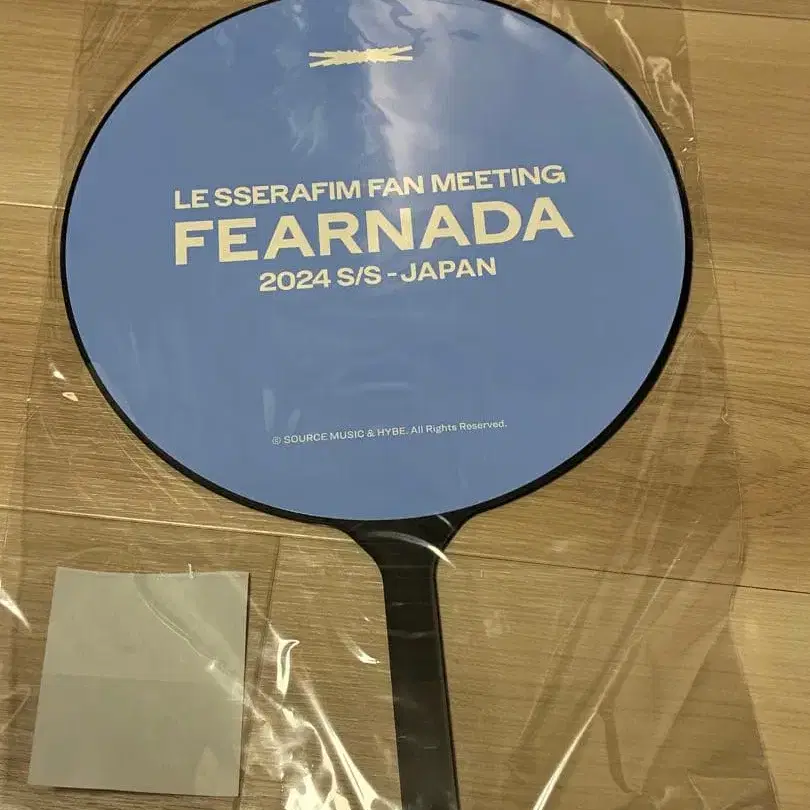 LE SSERAFIM FAN MEETING
FEARNADA
2024 S/S - JAPAN
© SOURCE MUSIC & HYBE. All Rights Reserved.